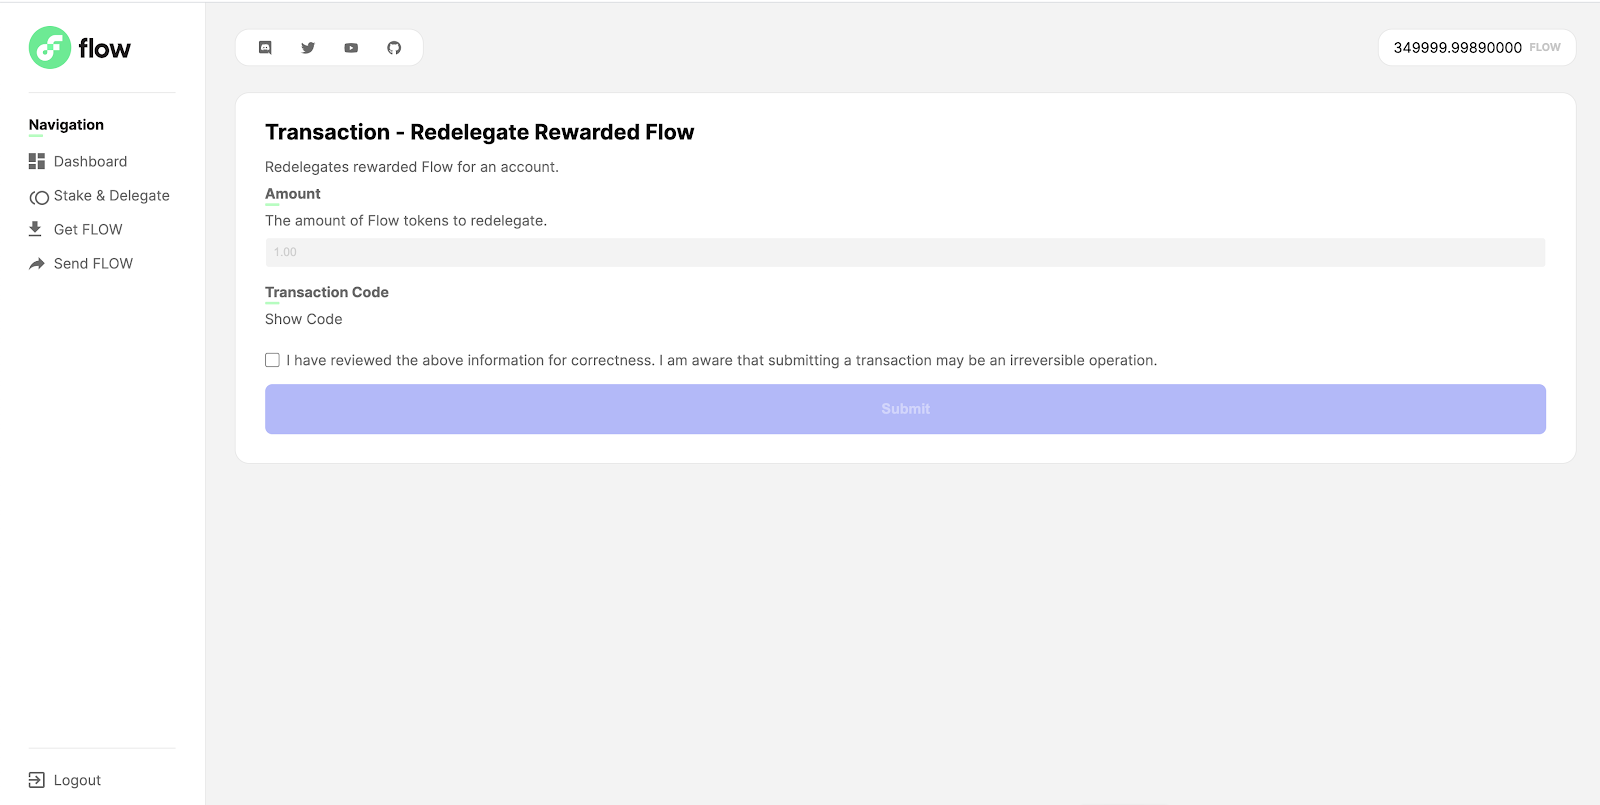 flow
Navigation
Dashboard
Stake & Delegate
Get FLOW
Send FLOW
Logout
349999.99890000 FLOW
Transaction - Redelegate Rewarded Flow
Redelegates rewarded Flow for an account.
Amount
The amount of Flow tokens to redelegate.
1.00
Transaction Code
Show Code
I have reviewed the above information for correctness. I am aware that submitting a transaction may be an irreversible operation.
Submit